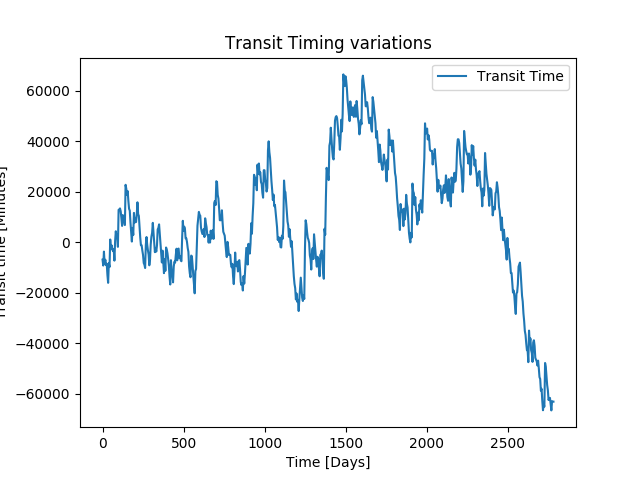 Transit Timing variations
Transit Time
60000
40000
20000
0
−20000
−40000
−60000
Transit time [Minutes]
0 500 1000 1500 2000 2500
Time [Days]